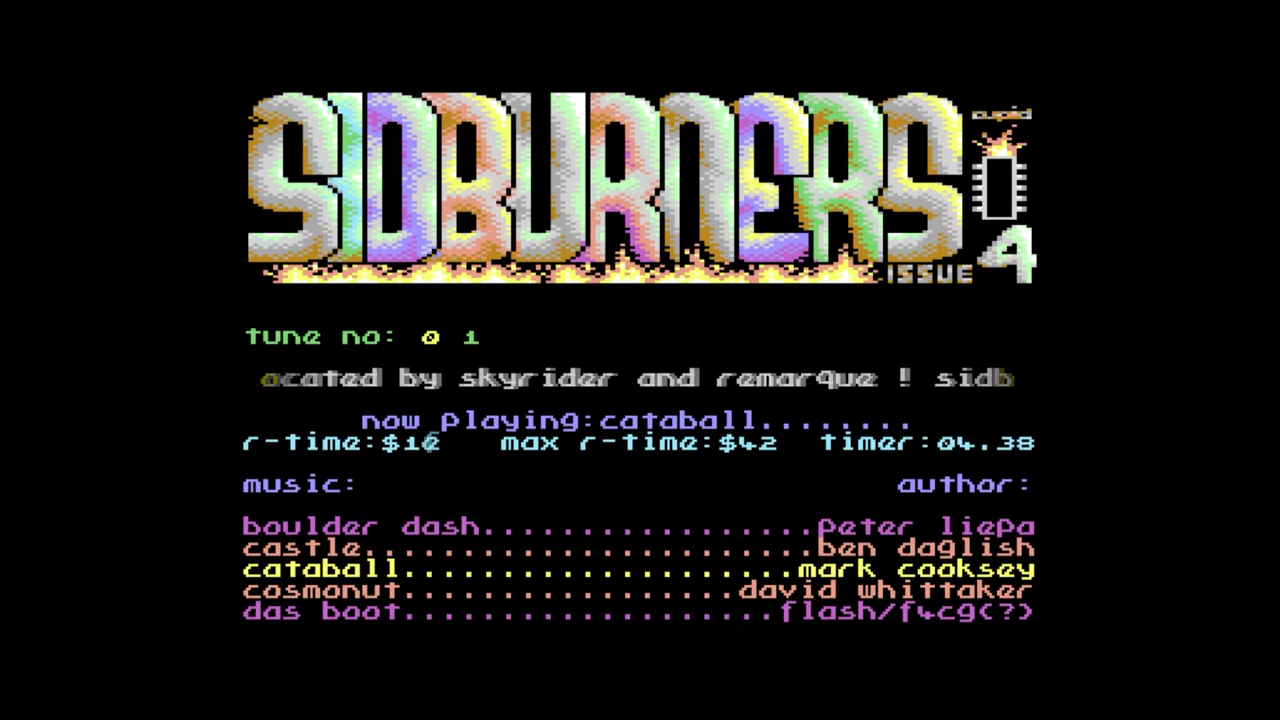 SIDBURNERS
cupid
ISSUE 4
tune no: 0 1
ocated by skyrider and remarque ! sidb
now playing:cataball........
r-time:$1 max r-time:$42 timer:04.38
music: author:
boulder dash.................peter liepa
castle.......................ben daglish
cataball....................mark cooksey
cosmonut.................david whittaker
das boot...................flash/f4cg(?)